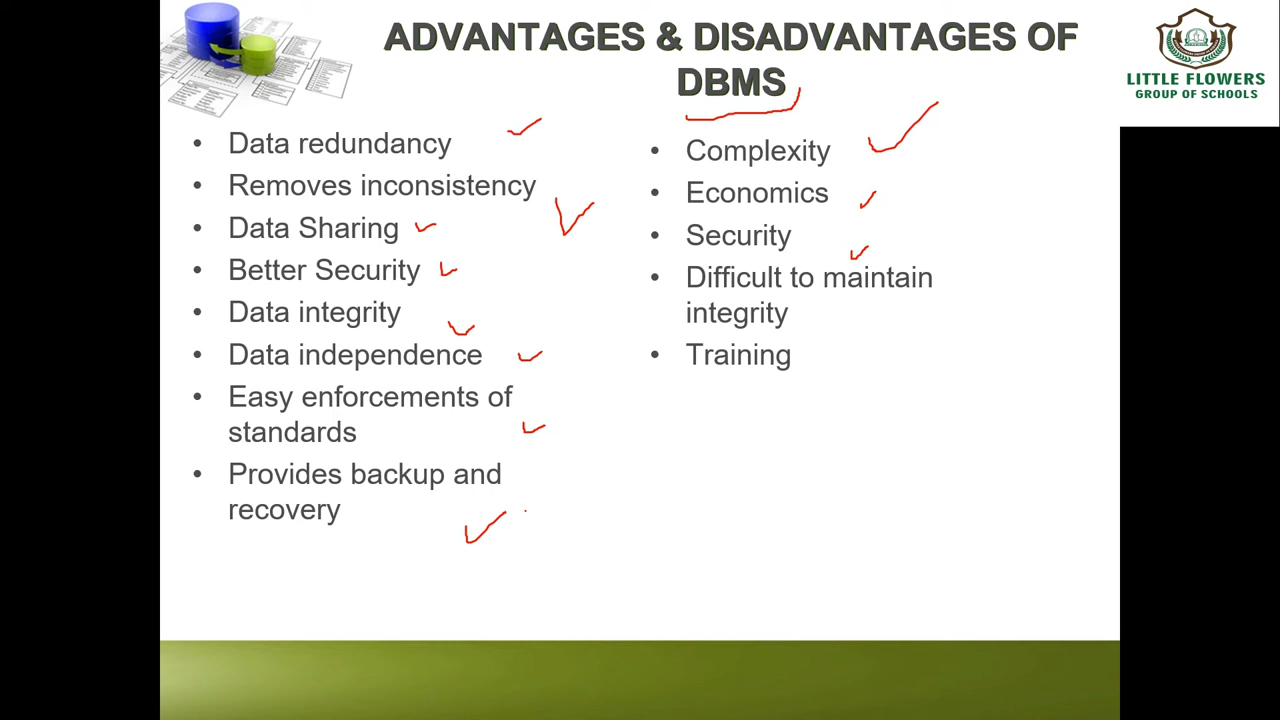 ADVANTAGES & DISADVANTAGES OF
DBMS
LITTLE FLOWERS
GROUP OF SCHOOLS
• Data redundancy
• Removes inconsistency
• Data Sharing
• Better Security
• Data integrity
• Data independence
• Easy enforcements of
standards
• Provides backup and
recovery
• Complexity
• Economics
• Security
• Difficult to maintain
integrity
• Training